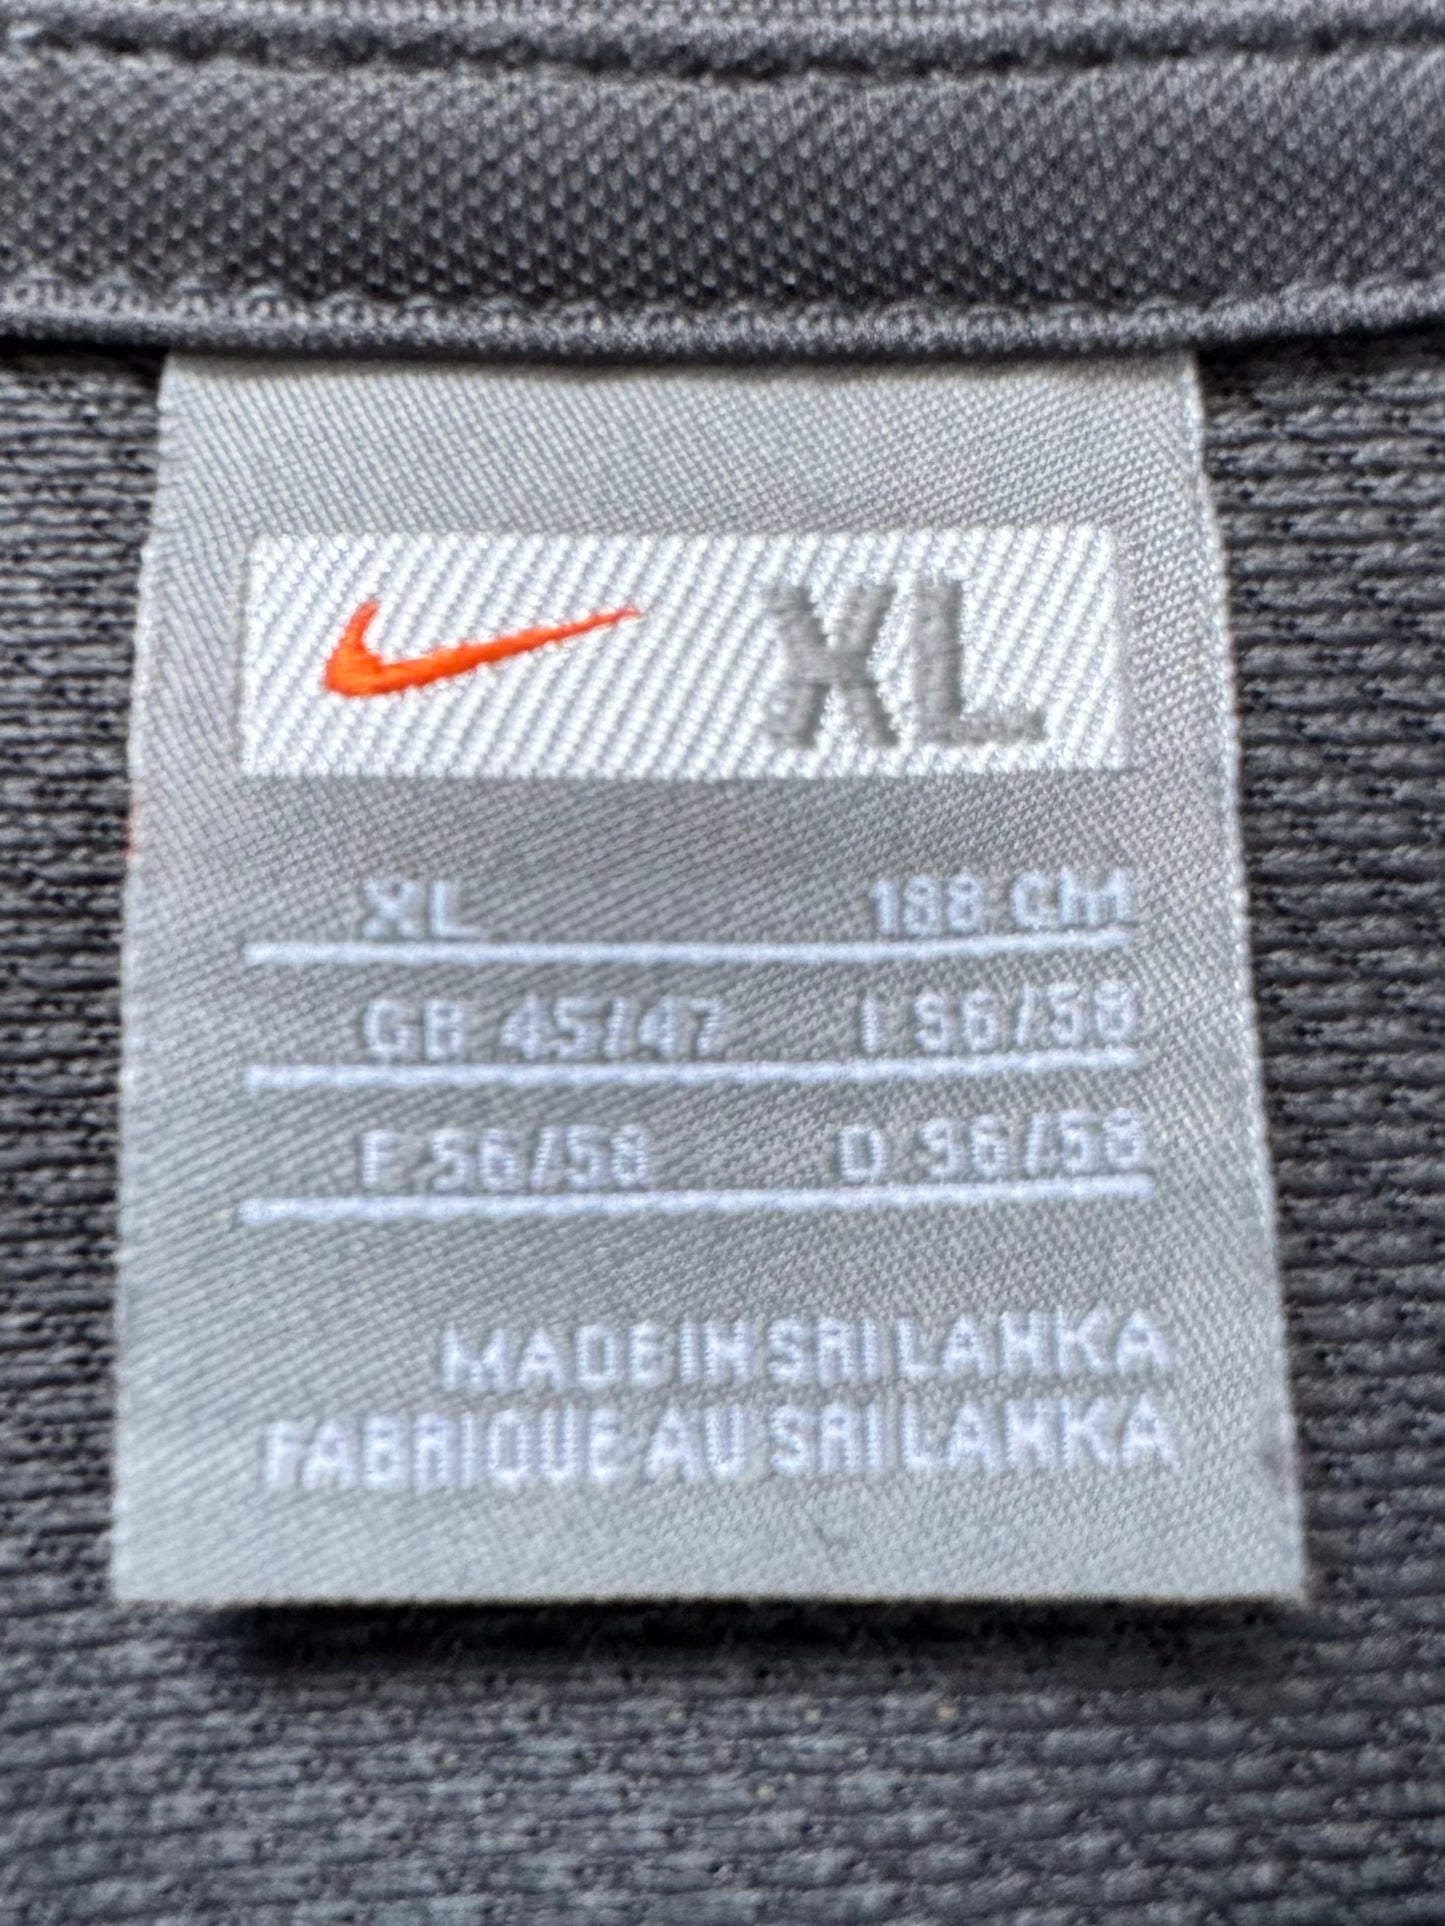 XL
XL 188 CM
GB 45/47 I 56/58
F 56/58 D 56/58
MADE IN SRI LANKA
FABRIQUE AU SRI LANKA